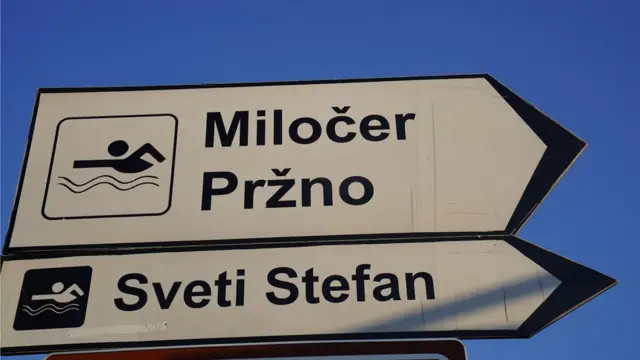 Miločer
Pržno
Sveti Stefan